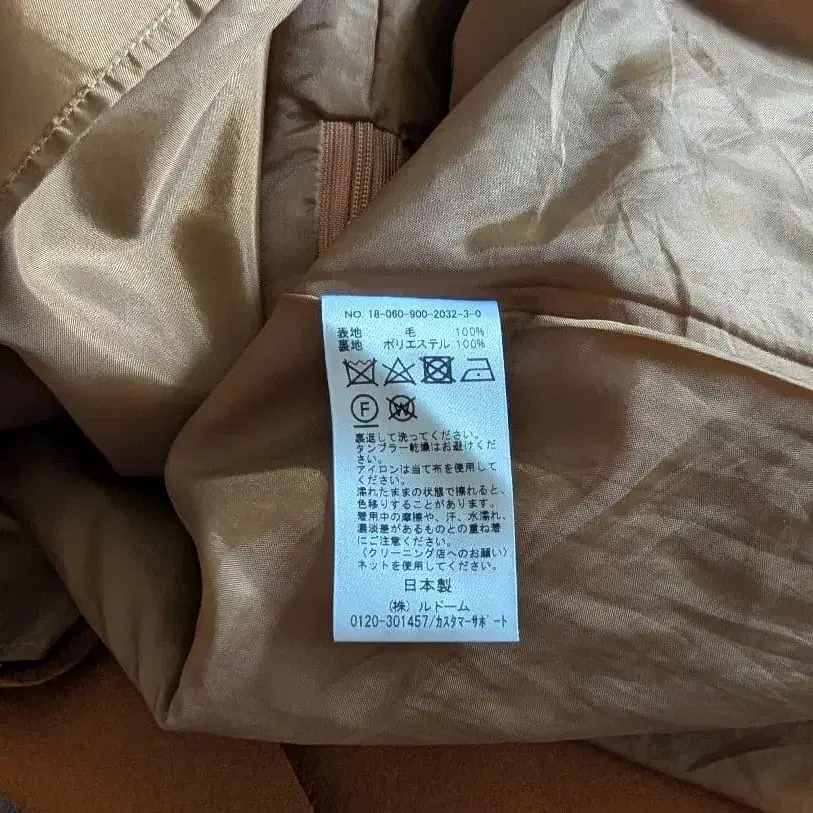 NO 18-060-900-2032-3-0
表地 毛 100%
裏地 ポリエステル 100%
F W
裏返して洗ってください。
タンブラー乾燥はお避けくだ
さい。
アイロンは当て布を使用して
ください。
濡れたままの状態で擦れると、
色移りすることがあります。
着用中の摩擦や、汗、水濡れ、
濃淡差があるものとの重ね着
にご注意ください。
〈クリーニング店へのお願い〉
ネットを使用してください。
日本製
(株) ルドーム
0120-301457/カスタマーサポート